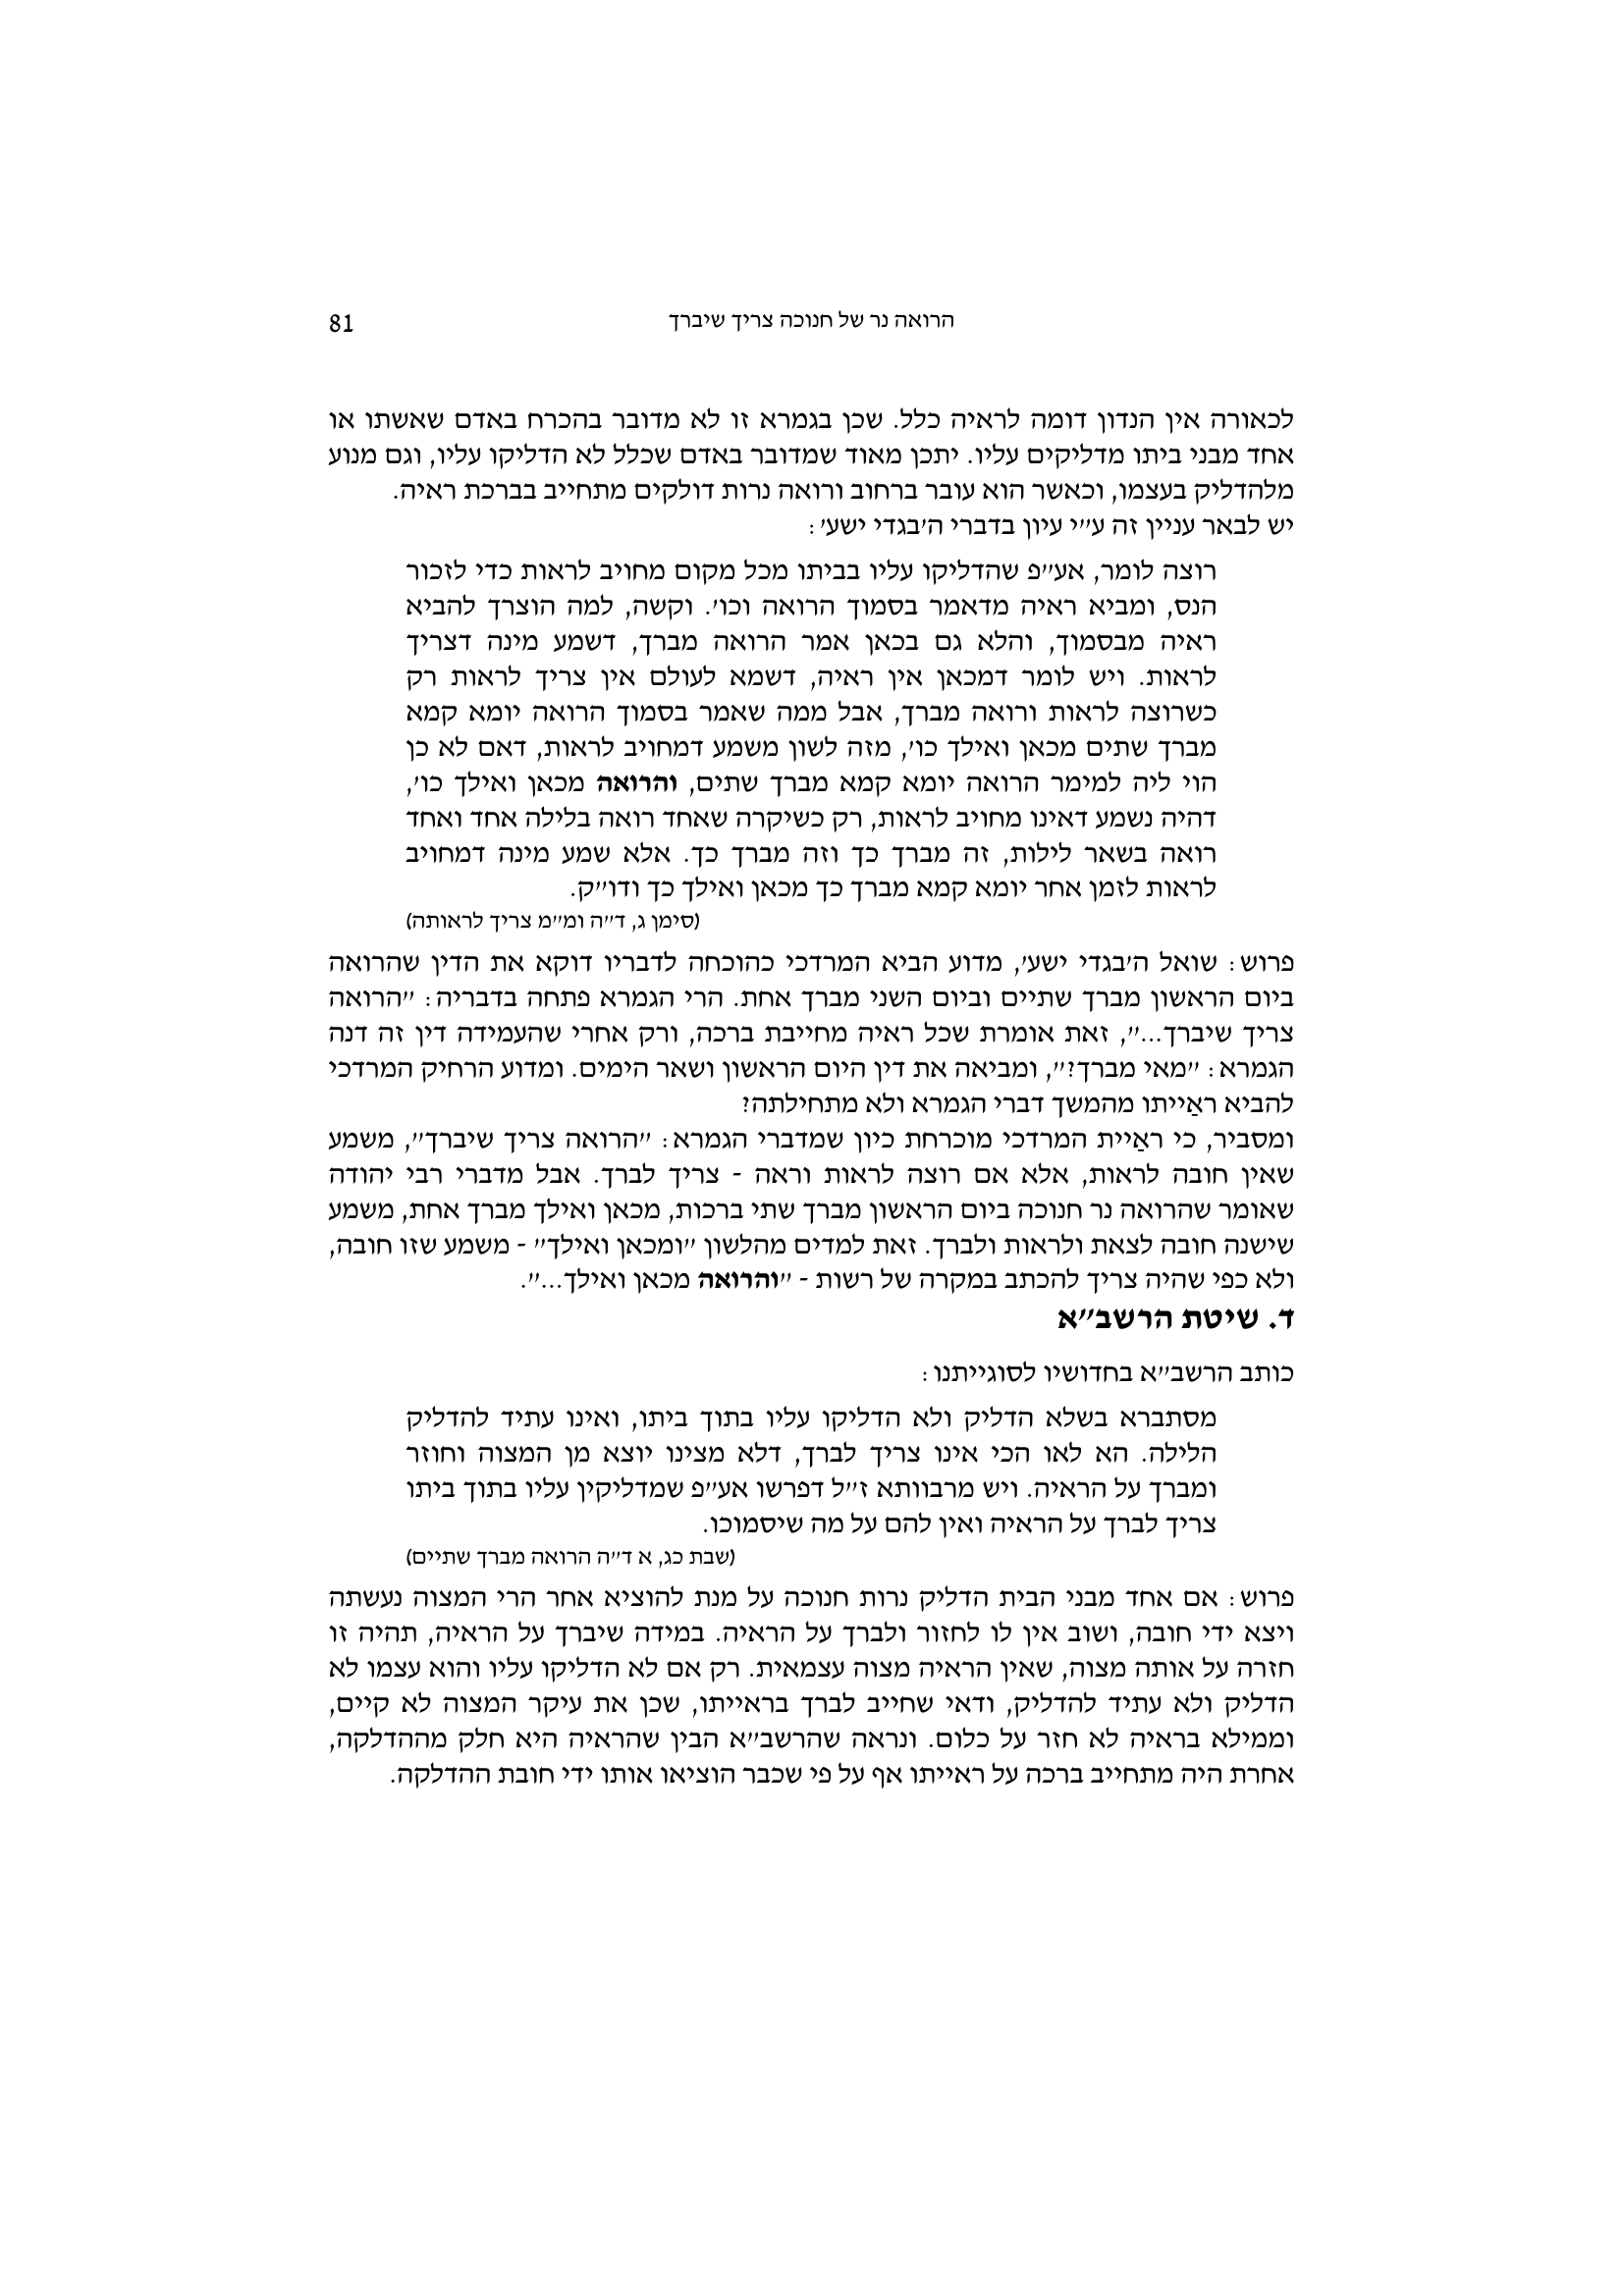 הרואה נר של חנוכה צריך שיברך
81
לכאורה אין הנדון דומה לראיה כלל. שכן בגמרא זו לא מדובר בהכרח באדם שאשתו או
אחד מבני ביתו מדליקים עליו. יתכן מאוד שמדובר באדם שכלל לא הדליקו עליו, וגם מנוע
מלהדליק בעצמו, וכאשר הוא עובר ברחוב ורואה נרות דולקים מתחייב בברכת ראיה.
יש לבאר עניין זה ע״י עיון בדברי ה׳בגדי ישע׳:
רוצה לומר, אע״פ שהדליקו עליו בביתו מכל מקום מחויב לראות כדי לזכור
הנס, ומביא ראיה מדאמר בסמוך הרואה וכו׳. וקשה, למה הוצרך להביא
ראיה מבסמוך, והלא גם בכאן אמר הרואה מברך, דשמע מינה דצריך
לראות. ויש לומר דמכאן אין ראיה, דשמא לעולם אין צריך לראות רק
כשרוצה לראות ורואה מברך, אבל ממה שאמר בסמוך הרואה יומא קמא
מברך שתים מכאן ואילך כו׳, מזה לשון משמע דמחויב לראות, דאם לא כן
הוי ליה למימר הרואה יומא קמא מברך שתים, והרואה מכאן ואילך כו׳,
דהיה נשמע דאינו מחויב לראות, רק כשיקרה שאחד רואה בלילה אחד ואחד
רואה בשאר לילות, זה מברך כך וזה מברך כך. אלא שמע מינה דמחויב
לראות לזמן אחר יומא קמא מברך כך מכאן ואילך כך ודו״ק.
(סימן ג, ד״ה ומ״מ צריך לראותה)
פרוש: שואל ה׳בגדי ישע׳, מדוע הביא המרדכי כהוכחה לדבריו דוקא את הדין שהרואה
ביום הראשון מברך שתיים וביום השני מברך אחת. הרי הגמרא פתחה בדבריה: ״הרואה
צריך שיברך...״, זאת אומרת שכל ראיה מחייבת ברכה, ורק אחרי שהעמידה דין זה דנה
הגמרא: ״מאי מברך?״, ומביאה את דין היום הראשון ושאר הימים. ומדוע הרחיק המרדכי
להביא ראַייתו מהמשך דברי הגמרא ולא מתחילתה?
ומסביר, כי ראַיית המרדכי מוכרחת כיון שמדברי הגמרא: ״הרואה צריך שיברך״, משמע
שאין חובה לראות, אלא אם רוצה לראות וראה - צריך לברך. אבל מדברי רבי יהודה
שאומר שהרואה נר חנוכה ביום הראשון מברך שתי ברכות, מכאן ואילך מברך אחת, משמע
שישנה חובה לצאת ולראות ולברך. זאת למדים מהלשון ״ומכאן ואילך״ - משמע שזו חובה,
ולא כפי שהיה צריך להכתב במקרה של רשות - ״והרואה מכאן ואילך...״.
ד. שיטת הרשב״א
כותב הרשב״א בחדושיו לסוגייתנו:
מסתברא בשלא הדליק ולא הדליקו עליו בתוך ביתו, ואינו עתיד להדליק
הלילה. הא לאו הכי אינו צריך לברך, דלא מצינו יוצא מן המצוה וחוזר
ומברך על הראיה. ויש מרבוותא ז״ל דפרשו אע״פ שמדליקין עליו בתוך ביתו
צריך לברך על הראיה ואין להם על מה שיסמוכו.
(שבת כג, א ד״ה הרואה מברך שתיים)
פרוש: אם אחד מבני הבית הדליק נרות חנוכה על מנת להוציא אחר הרי המצוה נעשתה
ויצא ידי חובה, ושוב אין לו לחזור ולברך על הראיה. במידה שיברך על הראיה, תהיה זו
חזרה על אותה מצוה, שאין הראיה מצוה עצמאית. רק אם לא הדליקו עליו והוא עצמו לא
הדליק ולא עתיד להדליק, ודאי שחייב לברך בראייתו, שכן את עיקר המצוה לא קיים,
וממילא בראיה לא חזר על כלום. ונראה שהרשב״א הבין שהראיה היא חלק מההדלקה,
אחרת היה מתחייב ברכה על ראייתו אף על פי שכבר הוציאו אותו ידי חובת ההדלקה.